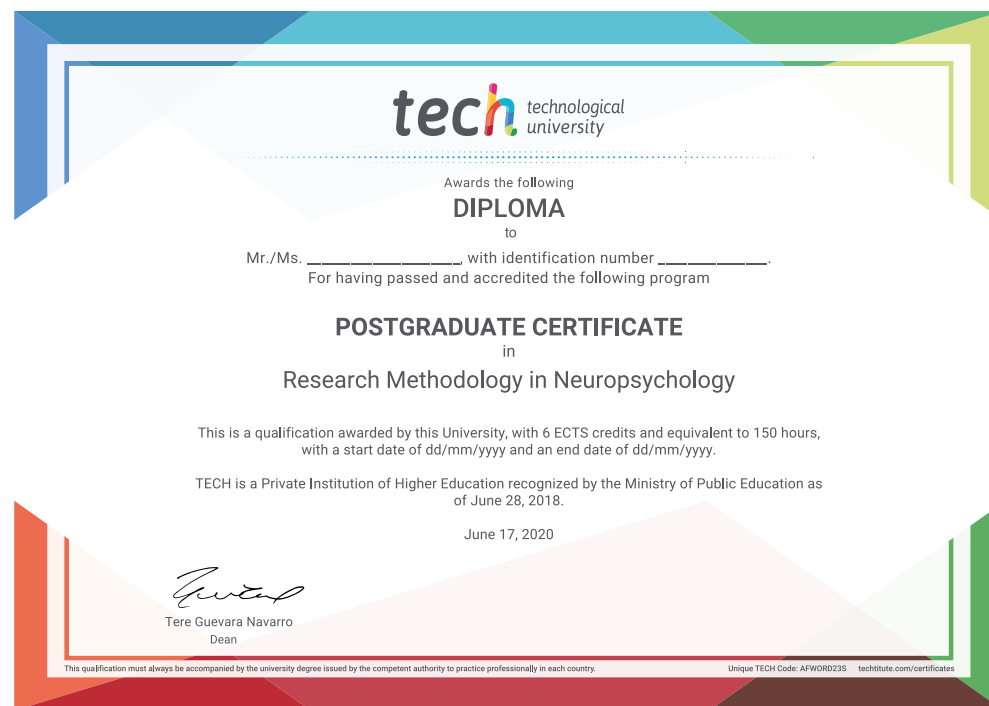 tech technological
university
Awards the following
DIPLOMA
to
Mr./Ms. _________________, with identification number _____________.
For having passed and accredited the following program
POSTGRADUATE CERTIFICATE
in
Research Methodology in Neuropsychology
This is a qualification awarded by this University, with 6 ECTS credits and equivalent to 150 hours,
with a start date of dd/mm/yyyy and an end date of dd/mm/yyyy.
TECH is a Private Institution of Higher Education recognized by the Ministry of Public Education as
of June 28, 2018.
June 17, 2020
Tere Guevara Navarro
Dean
This qualification must always be accompanied by the university degree issued by the competent authority to practice professionally in each country. Unique TECH Code: AFWORD23S techtitute.com/certificates